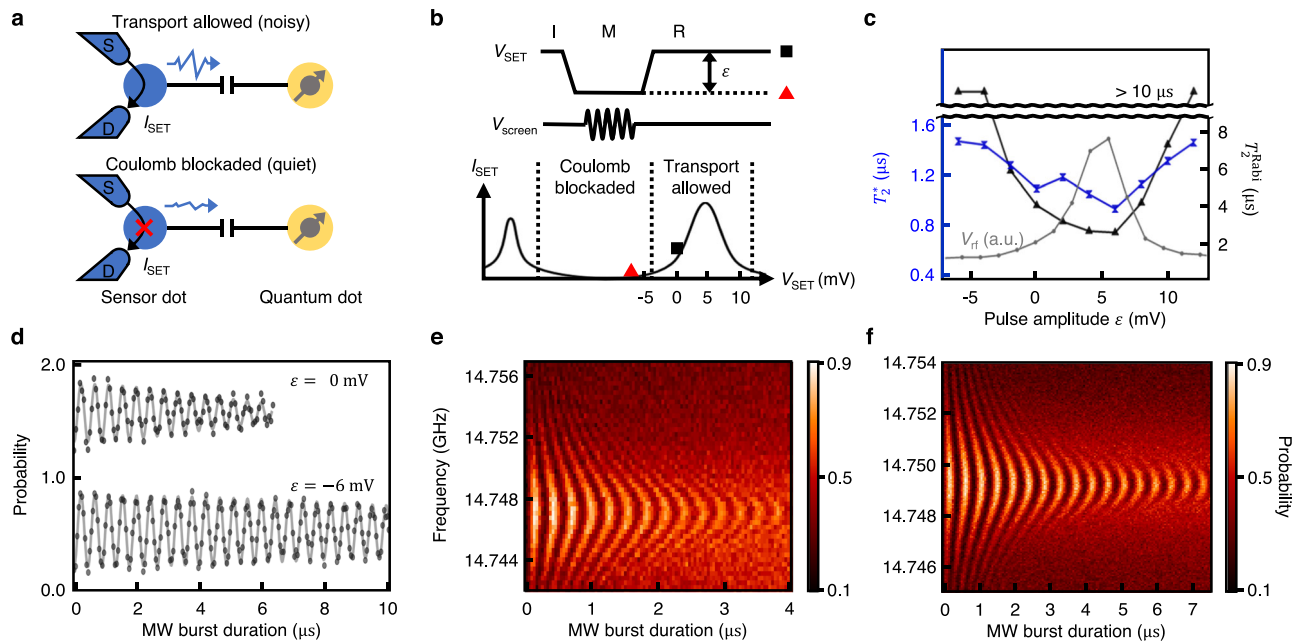 a
Transport allowed (noisy)
S
D
I_SET
Coulomb blockaded (quiet)
S
D
I_SET
Sensor dot
Quantum dot
b
I M R
V_SET
ε
V_screen
I_SET
Coulomb blockaded
Transport allowed
-5 0 5 10
V_SET (mV)
c
> 10 μs
1.6
1.2
0.8
0.4
T_2^* (μs)
8
6
4
2
T_2^Rabi (μs)
V_rf (a.u.)
-5 0 5 10
Pulse amplitude ε (mV)
d
2.0
1.0
0.0
Probability
ε = 0 mV
ε = −6 mV
0 2 4 6 8 10
MW burst duration (μs)
e
14.756
14.752
14.748
14.744
Frequency (GHz)
0 1 2 3 4
MW burst duration (μs)
0.9
0.5
0.1
f
14.754
14.752
14.750
14.748
14.746
0 1 2 3 4 5 6 7
MW burst duration (μs)
0.9
0.5
0.1
Probability